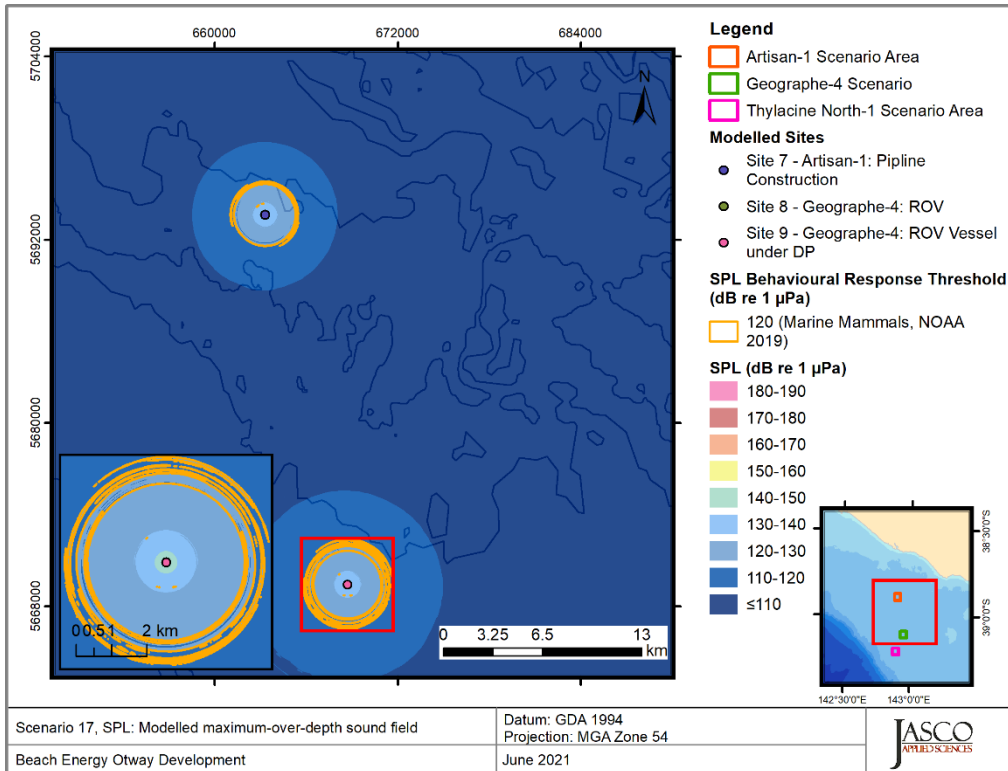 660000
672000
684000
5704000
5692000
5680000
5668000
N
00.51
2 km
0
3.25
6.5
13
km
Legend
Artisan-1 Scenario Area
Geographe-4 Scenario
Thylacine North-1 Scenario Area
Modelled Sites
Site 7 - Artisan-1: Pipline
Construction
Site 8 - Geographe-4: ROV
Site 9 - Geographe-4: ROV Vessel
under DP
SPL Behavioural Response Threshold
(dB re 1 µPa)
120 (Marine Mammals, NOAA
2019)
SPL (dB re 1 µPa)
180-190
170-180
160-170
150-160
140-150
130-140
120-130
110-120
≤110
38°30'0"S
39°0'0"S
142°30'0"E
143°0'0"E
Scenario 17, SPL: Modelled maximum-over-depth sound field
Beach Energy Otway Development
Datum: GDA 1994
Projection: MGA Zone 54
June 2021
JASCO
APPLIED SCIENCES